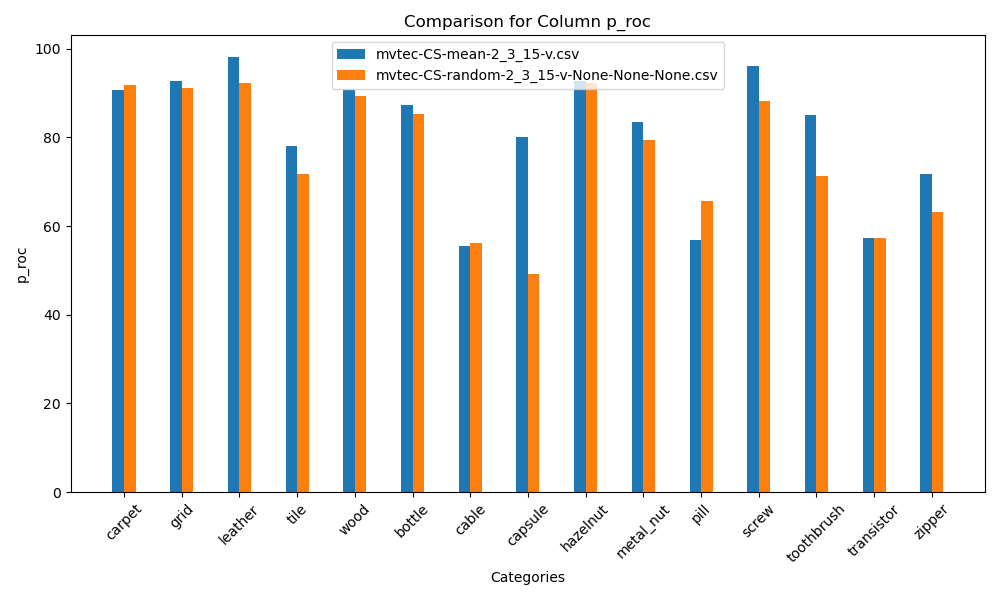 Comparison for Column p_roc
mvtec-CS-mean-2_3_15-v.csv
mvtec-CS-random-2_3_15-v-None-None-None.csv
100
80
60
40
20
0
p_roc
carpet
grid
leather
tile
wood
bottle
cable
capsule
hazelnut
metal_nut
pill
screw
toothbrush
transistor
zipper
Categories